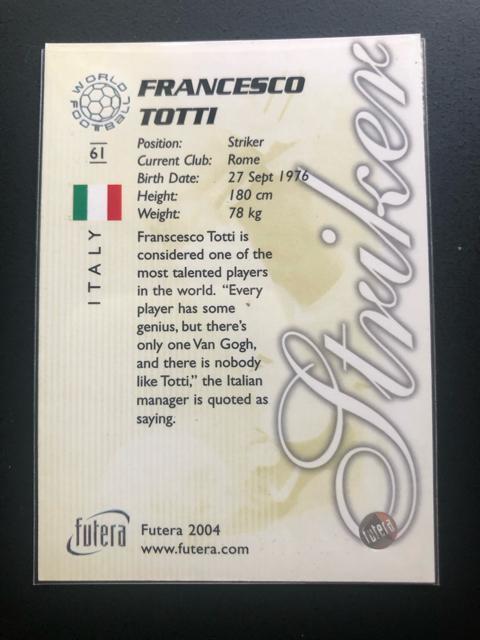 WORLD FOOTBALL
FRANCESCO
TOTTI
61
ITALY
Position: Striker
Current Club: Rome
Birth Date: 27 Sept 1976
Height: 180 cm
Weight: 78 kg
Franscesco Totti is
considered one of the
most talented players
in the world. “Every
player has some
genius, but there's
only one Van Gogh,
and there is nobody
like Totti,” the Italian
manager is quoted as
saying.
Striker
futera
Futera 2004
www.futera.com
futera